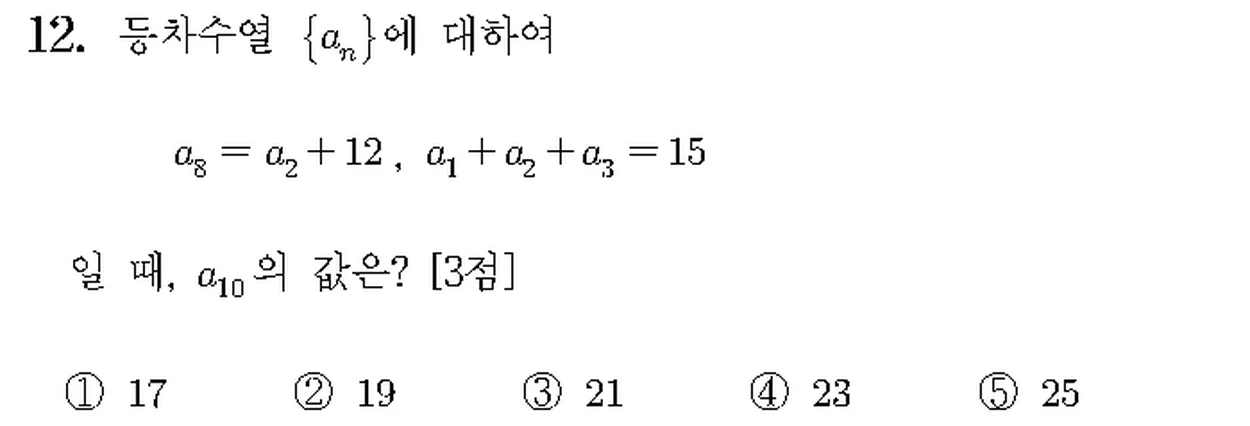 12. 등차수열 {aₙ}에 대하여
a₈ = a₂ + 12 , a₁ + a₂ + a₃ = 15
일 때, a₁₀의 값은? [3점]
① 17 ② 19 ③ 21 ④ 23 ⑤ 25